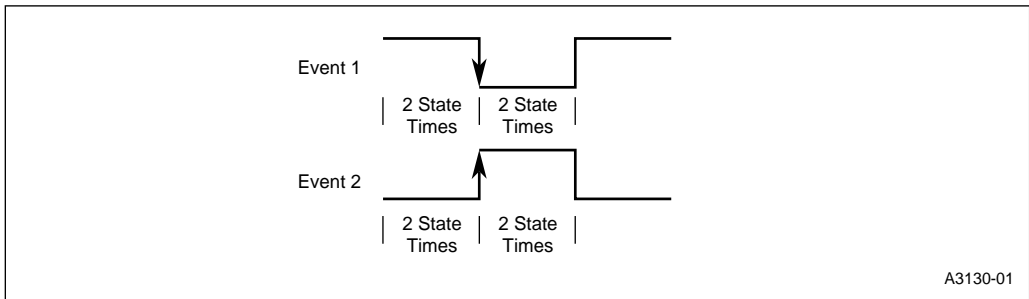 Event 1
2 State 2 State
Times Times
Event 2
2 State 2 State
Times Times
A3130-01